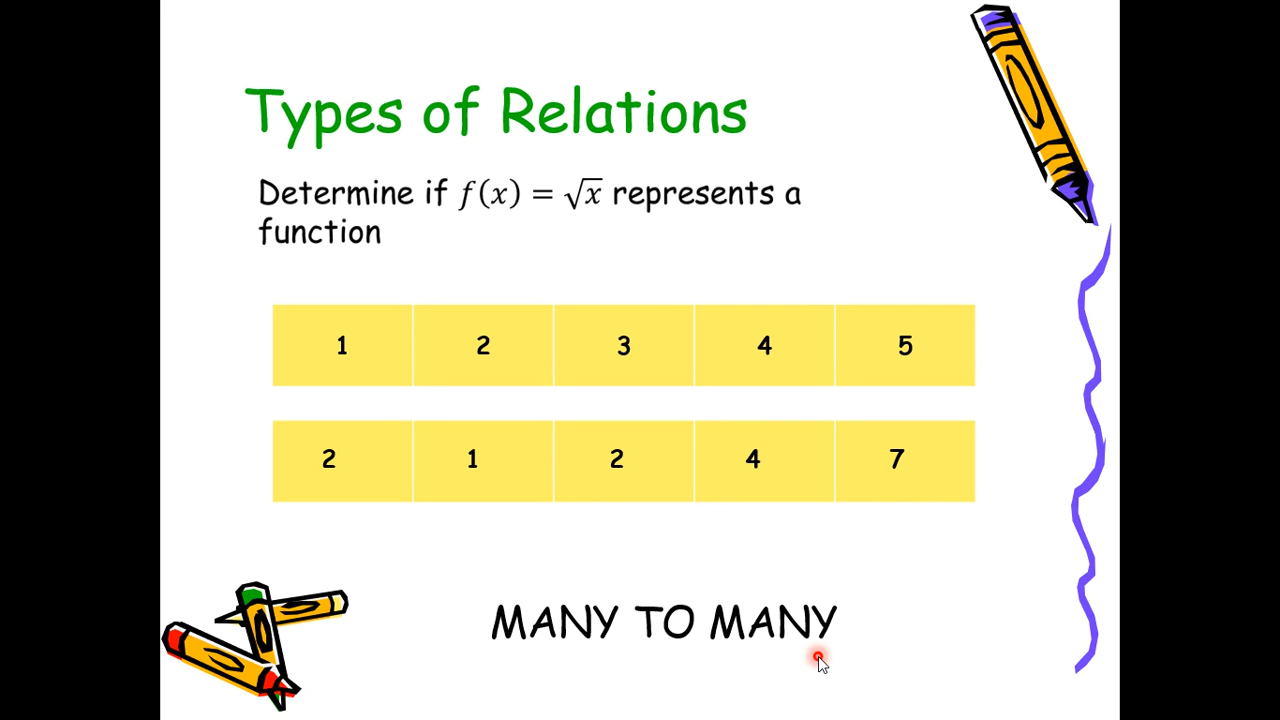 Types of Relations
Determine if f(x) = √x represents a
function
1 2 3 4 5
2 1 2 4 7
MANY TO MANY